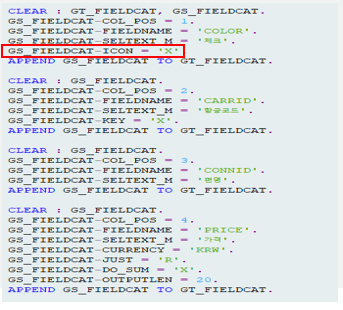 CLEAR : GT_FIELDCAT, GS_FIELDCAT.
GS_FIELDCAT-COL_POS = 1.
GS_FIELDCAT-FIELDNAME = 'COLOR'.
GS_FIELDCAT-SELTEXT_M = '체크'.
GS_FIELDCAT-ICON = 'X'
APPEND GS_FIELDCAT TO GT_FIELDCAT.
CLEAR : GS_FIELDCAT.
GS_FIELDCAT-COL_POS = 2.
GS_FIELDCAT-FIELDNAME = 'CARRID'.
GS_FIELDCAT-SELTEXT_M = '항공코드'.
GS_FIELDCAT-KEY = 'X'.
APPEND GS_FIELDCAT TO GT_FIELDCAT.
CLEAR : GS_FIELDCAT.
GS_FIELDCAT-COL_POS = 3.
GS_FIELDCAT-FIELDNAME = 'CONNID'.
GS_FIELDCAT-SELTEXT_M = '편명'.
APPEND GS_FIELDCAT TO GT_FIELDCAT.
CLEAR : GS_FIELDCAT.
GS_FIELDCAT-COL_POS = 4.
GS_FIELDCAT-FIELDNAME = 'PRICE'.
GS_FIELDCAT-SELTEXT_M = '가격'.
GS_FIELDCAT-CURRENCY = 'KRW'.
GS_FIELDCAT-JUST = 'R'.
GS_FIELDCAT-DO_SUM = 'X'.
GS_FIELDCAT-OUTPUTLEN = 20.
APPEND GS_FIELDCAT TO GT_FIELDCAT.